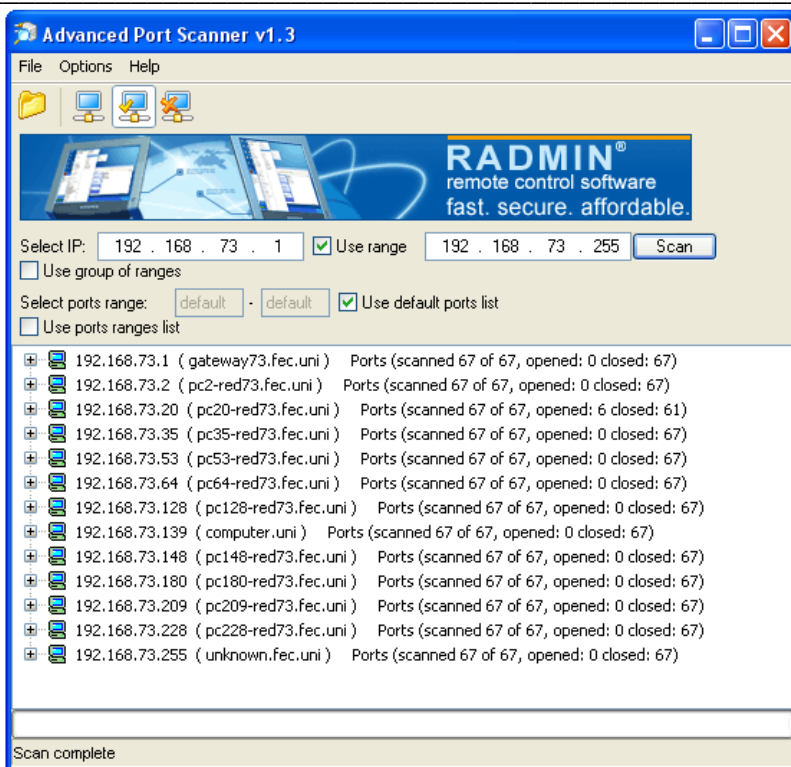 Advanced Port Scanner v1.3
File Options Help
RADMIN®
remote control software
fast. secure. affordable.
Select IP: 192 . 168 . 73 . 1 Use range 192 . 168 . 73 . 255 Scan
Use group of ranges
Select ports range: default - default Use default ports list
Use ports ranges list
192.168.73.1 ( gateway73.fec.uni ) Ports (scanned 67 of 67, opened: 0 closed: 67)
192.168.73.2 ( pc2-red73.fec.uni ) Ports (scanned 67 of 67, opened: 0 closed: 67)
192.168.73.20 ( pc20-red73.fec.uni ) Ports (scanned 67 of 67, opened: 6 closed: 61)
192.168.73.35 ( pc35-red73.fec.uni ) Ports (scanned 67 of 67, opened: 0 closed: 67)
192.168.73.53 ( pc53-red73.fec.uni ) Ports (scanned 67 of 67, opened: 0 closed: 67)
192.168.73.64 ( pc64-red73.fec.uni ) Ports (scanned 67 of 67, opened: 0 closed: 67)
192.168.73.128 ( pc128-red73.fec.uni ) Ports (scanned 67 of 67, opened: 0 closed: 67)
192.168.73.139 ( computer.uni ) Ports (scanned 67 of 67, opened: 0 closed: 67)
192.168.73.148 ( pc148-red73.fec.uni ) Ports (scanned 67 of 67, opened: 0 closed: 67)
192.168.73.180 ( pc180-red73.fec.uni ) Ports (scanned 67 of 67, opened: 0 closed: 67)
192.168.73.209 ( pc209-red73.fec.uni ) Ports (scanned 67 of 67, opened: 0 closed: 67)
192.168.73.228 ( pc228-red73.fec.uni ) Ports (scanned 67 of 67, opened: 0 closed: 67)
192.168.73.255 ( unknown.fec.uni ) Ports (scanned 67 of 67, opened: 0 closed: 67)
Scan complete